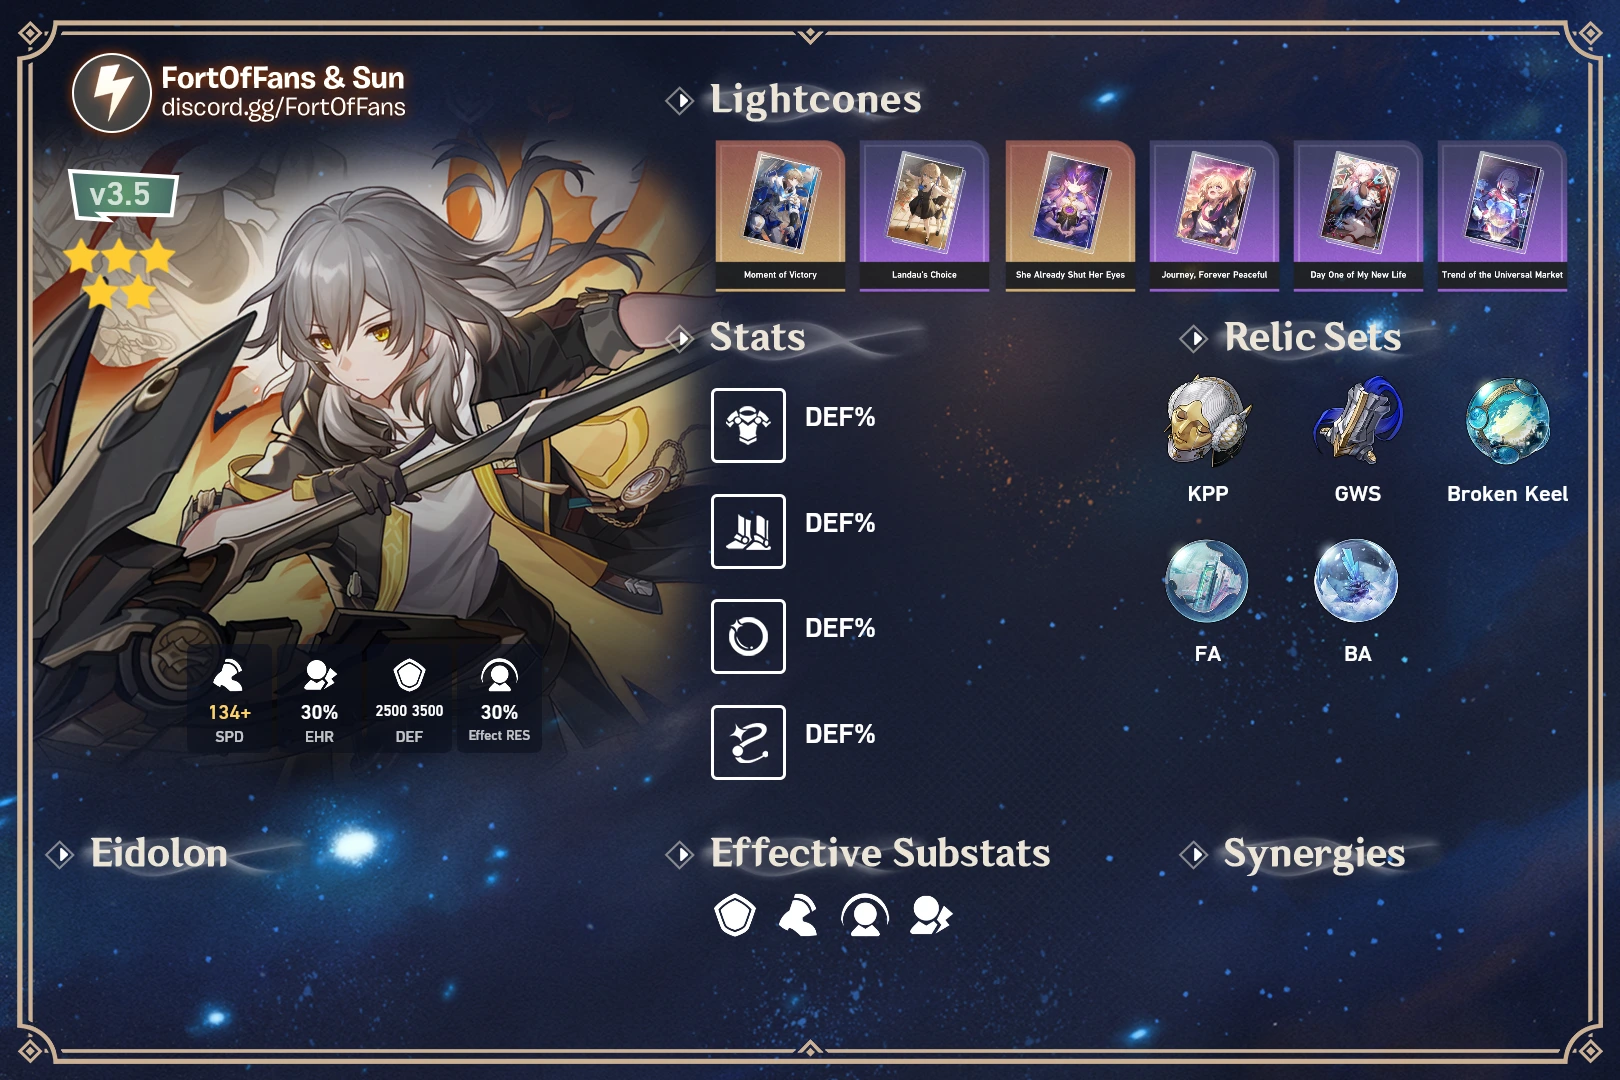 FortOfFans & Sun
discord.gg/FortOfFans
v3.5
134+
SPD
30%
EHR
2500 3500
DEF
30%
Effect RES
Lightcones
Moment of Victory
Landau's Choice
She Already Shut Her Eyes
Journey, Forever Peaceful
Day One of My New Life
Trend of the Universal Market
Stats
DEF%
DEF%
DEF%
DEF%
Relic Sets
KPP
GWS
Broken Keel
FA
BA
Eidolon
Effective Substats
Synergies